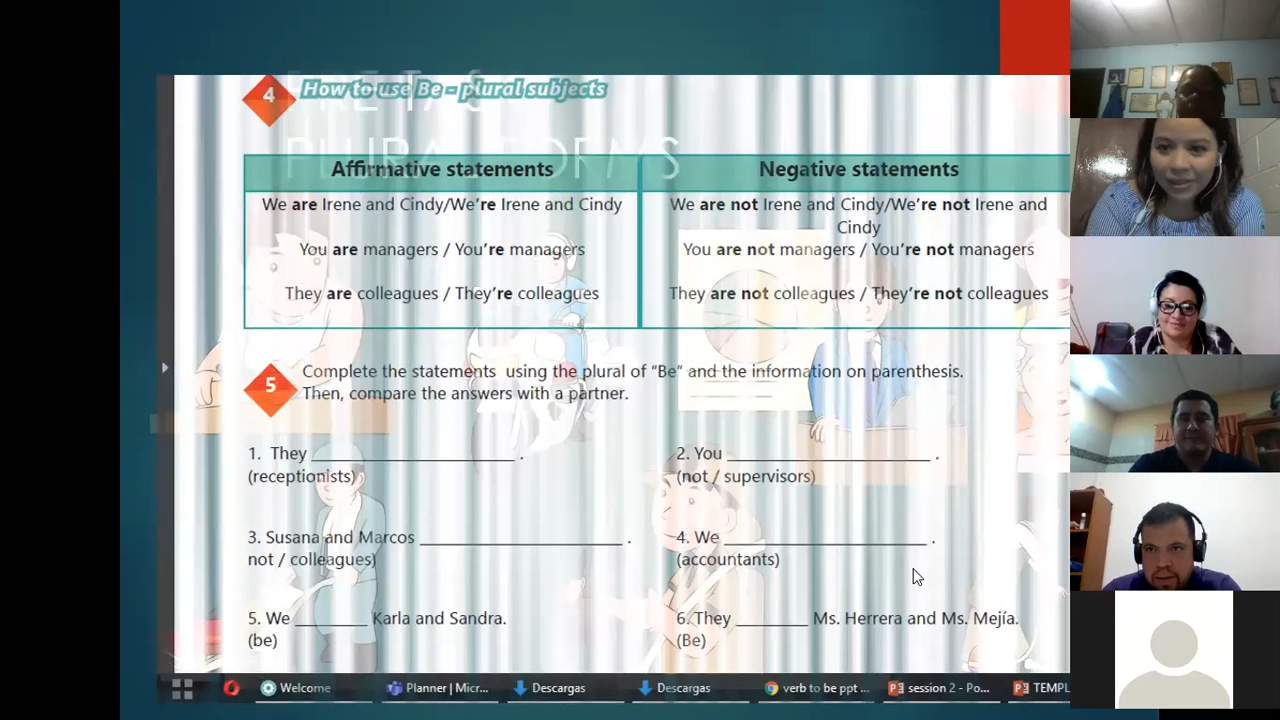 4
How to use Be - plural subjects
PLURAL FORMS
Affirmative statements
Negative statements
We are Irene and Cindy/We're Irene and Cindy
We are not Irene and Cindy/We're not Irene and
Cindy
You are managers / You're managers
You are not managers / You're not managers
They are colleagues / They're colleagues
They are not colleagues / They're not colleagues
5
Complete the statements using the plural of “Be” and the information on parenthesis.
Then, compare the answers with a partner.
1. They ______________________ .
(receptionists)
2. You ______________________ .
(not / supervisors)
3. Susana and Marcos ______________________ .
not / colleagues)
4. We ______________________ .
(accountants)
5. We ________ Karla and Sandra.
(be)
6. They ________ Ms. Herrera and Ms. Mejía.
(Be)
Welcome
Planner | Micr...
Descargas
Descargas
verb to be ppt ...
session 2 - Po...
TEMPL